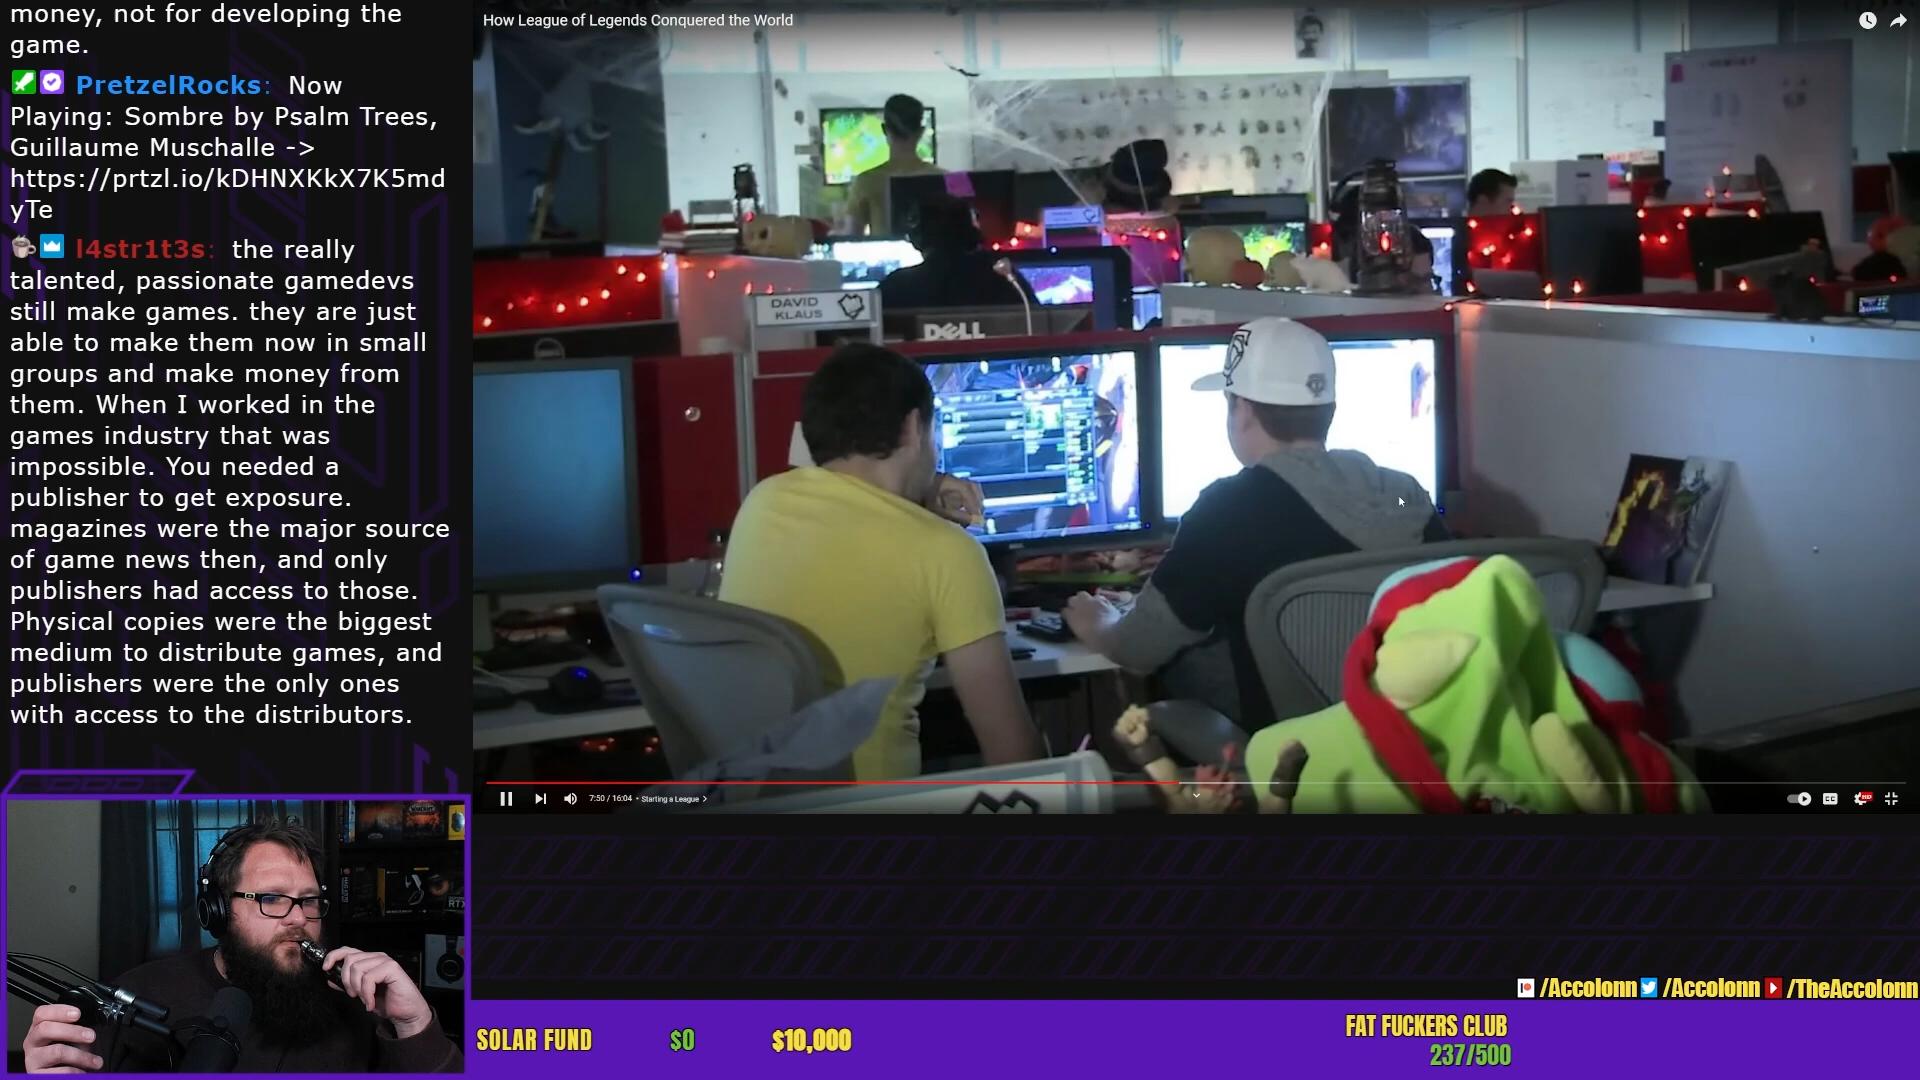 money, not for developing the
game.
PretzelRocks: Now
Playing: Sombre by Psalm Trees,
Guillaume Muschalle ->
https://prtzl.io/kDHNXKkX7K5md
yTe
l4str1t3s: the really
talented, passionate gamedevs
still make games. they are just
able to make them now in small
groups and make money from
them. When I worked in the
games industry that was
impossible. You needed a
publisher to get exposure.
magazines were the major source
of game news then, and only
publishers had access to those.
Physical copies were the biggest
medium to distribute games, and
publishers were the only ones
with access to the distributors.
How League of Legends Conquered the World
DAVID
KLAUS
DELL
7:50 / 16:04 • Starting a League >
CC
HD
/Accolonn /Accolonn /TheAccolonn
SOLAR FUND $0 $10,000
FAT FUCKERS CLUB
237/500